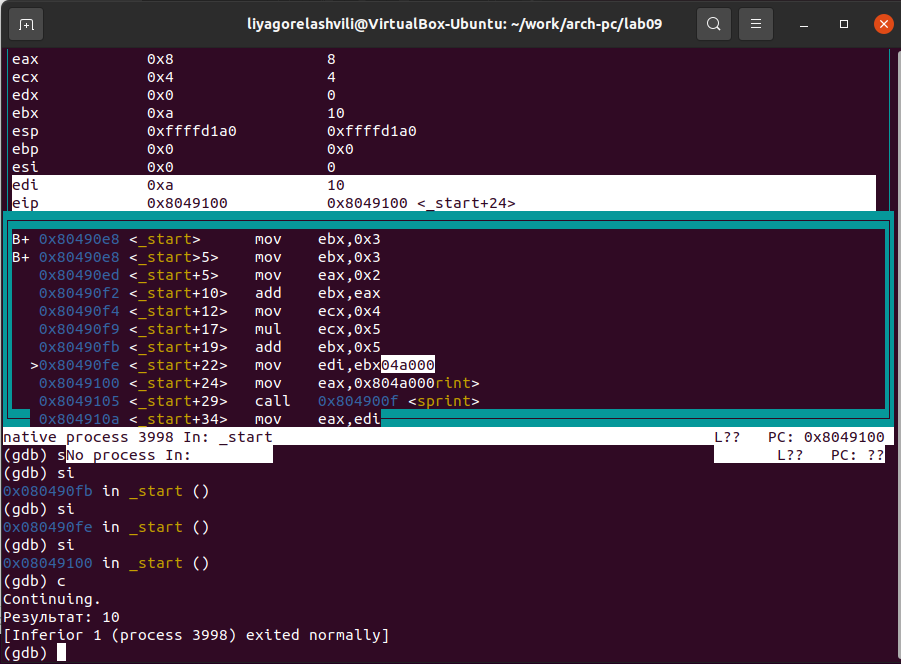 liyagorelashvili@VirtualBox-Ubuntu: ~/work/arch-pc/lab09
eax 0x8 8
ecx 0x4 4
edx 0x0 0
ebx 0xa 10
esp 0xffffd1a0 0xffffd1a0
ebp 0x0 0x0
esi 0x0 0
edi 0xa 10
eip 0x8049100 0x8049100 <_start+24>
B+ 0x80490e8 <_start> mov ebx,0x3
B+ 0x80490e8 <_start>5> mov ebx,0x3
0x80490ed <_start+5> mov eax,0x2
0x80490f2 <_start+10> add ebx,eax
0x80490f4 <_start+12> mov ecx,0x4
0x80490f9 <_start+17> mul ecx,0x5
0x80490fb <_start+19> add ebx,0x5
>0x80490fe <_start+22> mov edi,ebx04a000
0x8049100 <_start+24> mov eax,0x804a000rint>
0x8049105 <_start+29> call 0x804900f <sprint>
0x804910a <_start+34> mov eax,edi
native process 3998 In: _start L?? PC: 0x8049100
(gdb) sNo process In: L?? PC: ??
(gdb) si
0x080490fb in _start ()
(gdb) si
0x080490fe in _start ()
(gdb) si
0x08049100 in _start ()
(gdb) c
Continuing.
Результат: 10
[Inferior 1 (process 3998) exited normally]
(gdb)